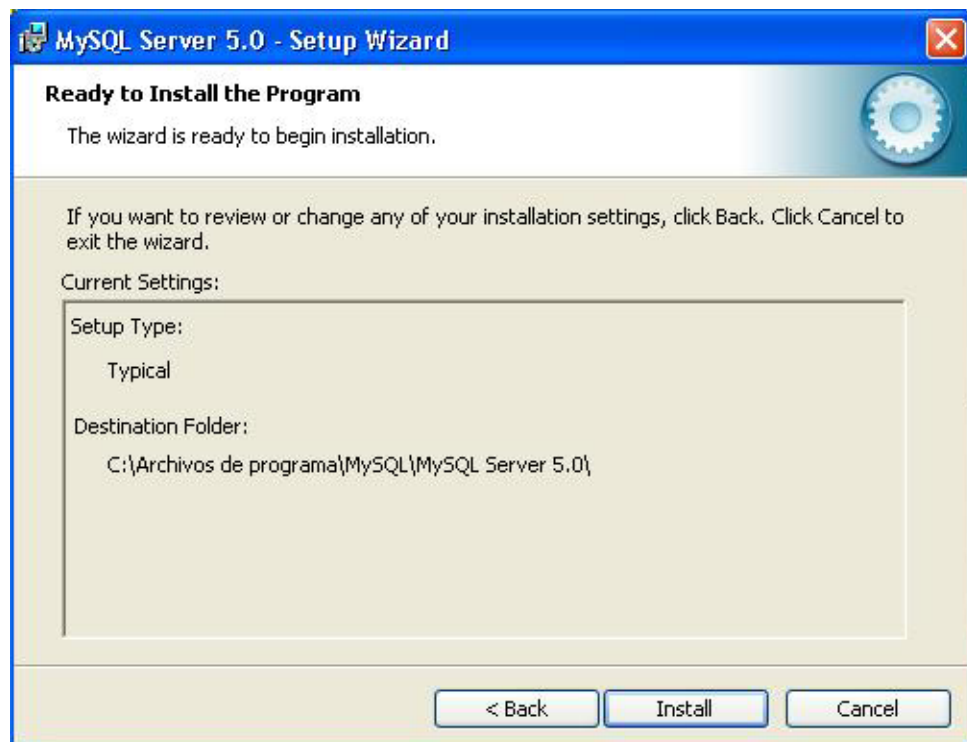 MySQL Server 5.0 - Setup Wizard
Ready to Install the Program
The wizard is ready to begin installation.
If you want to review or change any of your installation settings, click Back. Click Cancel to
exit the wizard.
Current Settings:
Setup Type:
Typical
Destination Folder:
C:\Archivos de programa\MySQL\MySQL Server 5.0\
< Back Install Cancel